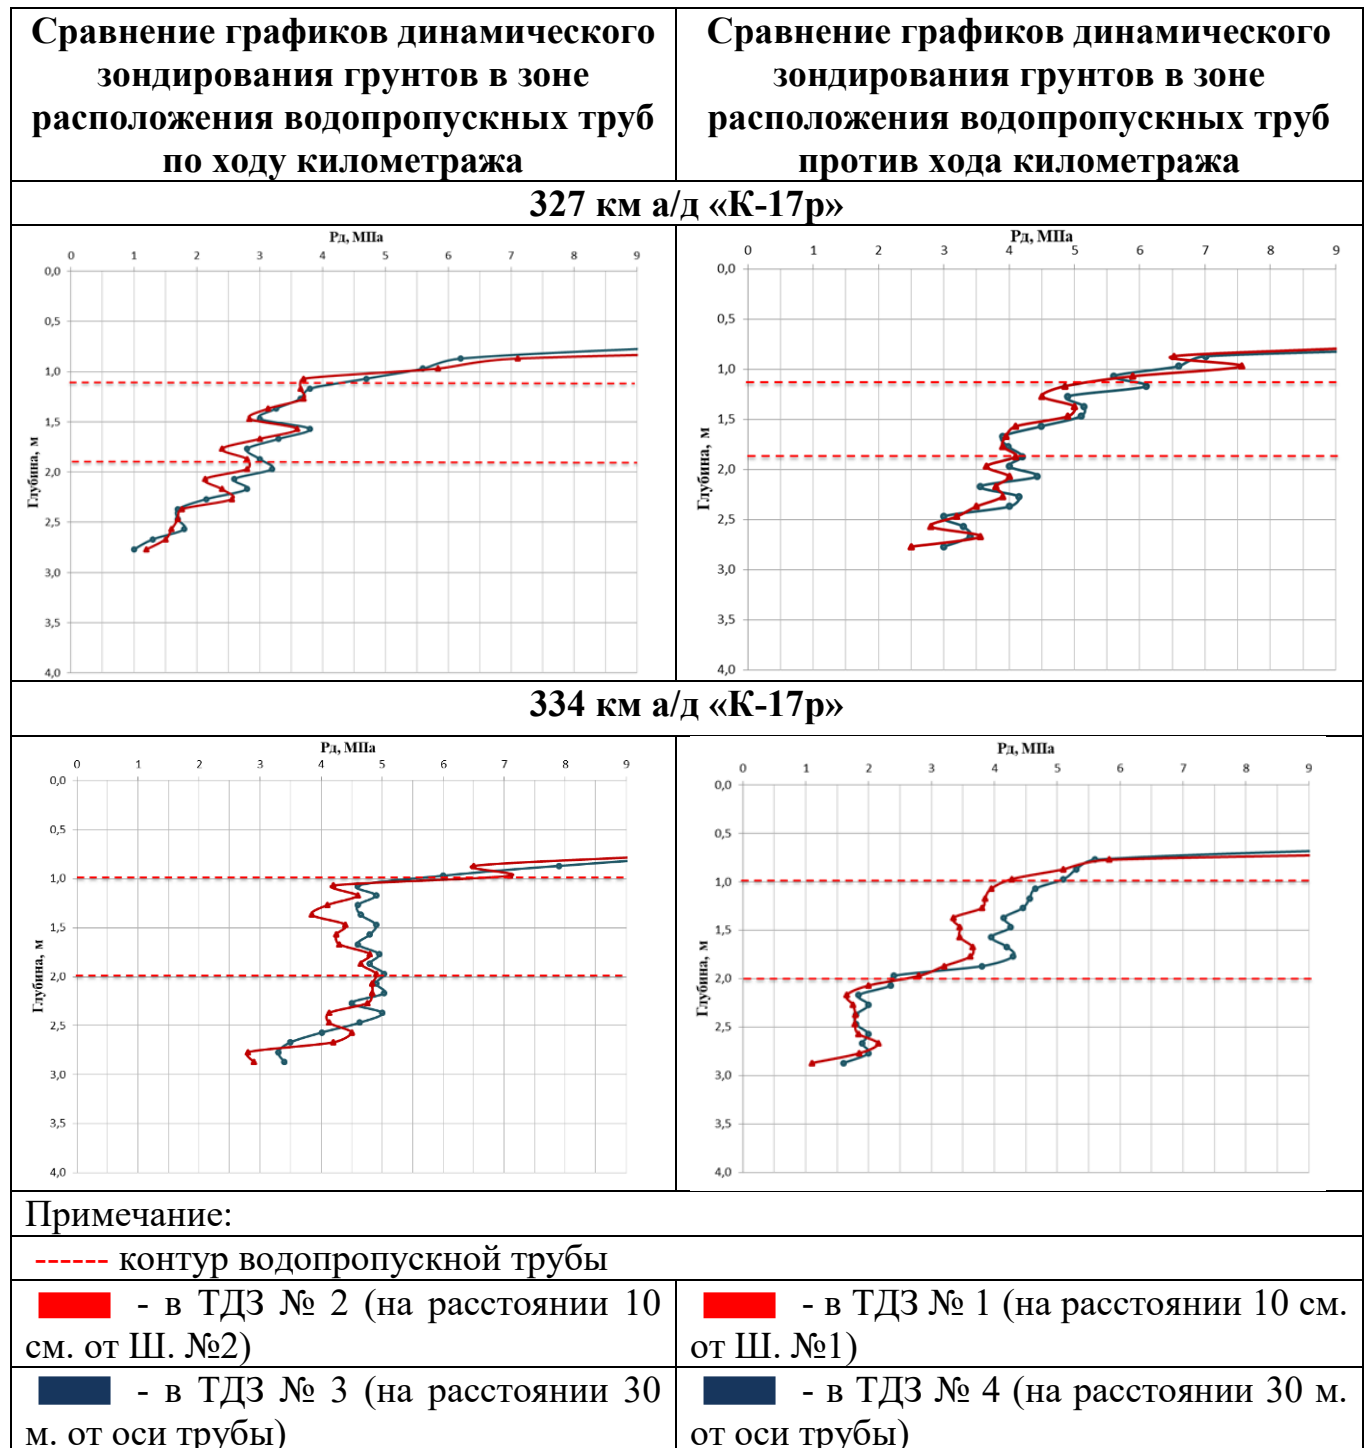 Сравнение графиков динамического
зондирования грунтов в зоне
расположения водопропускных труб
по ходу километража
Сравнение графиков динамического
зондирования грунтов в зоне
расположения водопропускных труб
против хода километража
327 км а/д «К-17р»
Рд, МПа
0 1 2 3 4 5 6 7 8 9
0,0
0,5
1,0
1,5
2,0
2,5
3,0
3,5
4,0
Глубина, м
Рд, МПа
0 1 2 3 4 5 6 7 8 9
0,0
0,5
1,0
1,5
2,0
2,5
3,0
3,5
4,0
Глубина, м
334 км а/д «К-17р»
Рд, МПа
0 1 2 3 4 5 6 7 8 9
0,0
0,5
1,0
1,5
2,0
2,5
3,0
3,5
4,0
Глубина, м
Рд, МПа
0 1 2 3 4 5 6 7 8 9
0,0
0,5
1,0
1,5
2,0
2,5
3,0
3,5
4,0
Глубина, м
Примечание:
контур водопропускной трубы
- в ТДЗ № 2 (на расстоянии 10
см. от Ш. №2)
- в ТДЗ № 1 (на расстоянии 10 см.
от Ш. №1)
- в ТДЗ № 3 (на расстоянии 30
м. от оси трубы)
- в ТДЗ № 4 (на расстоянии 30 м.
от оси трубы)